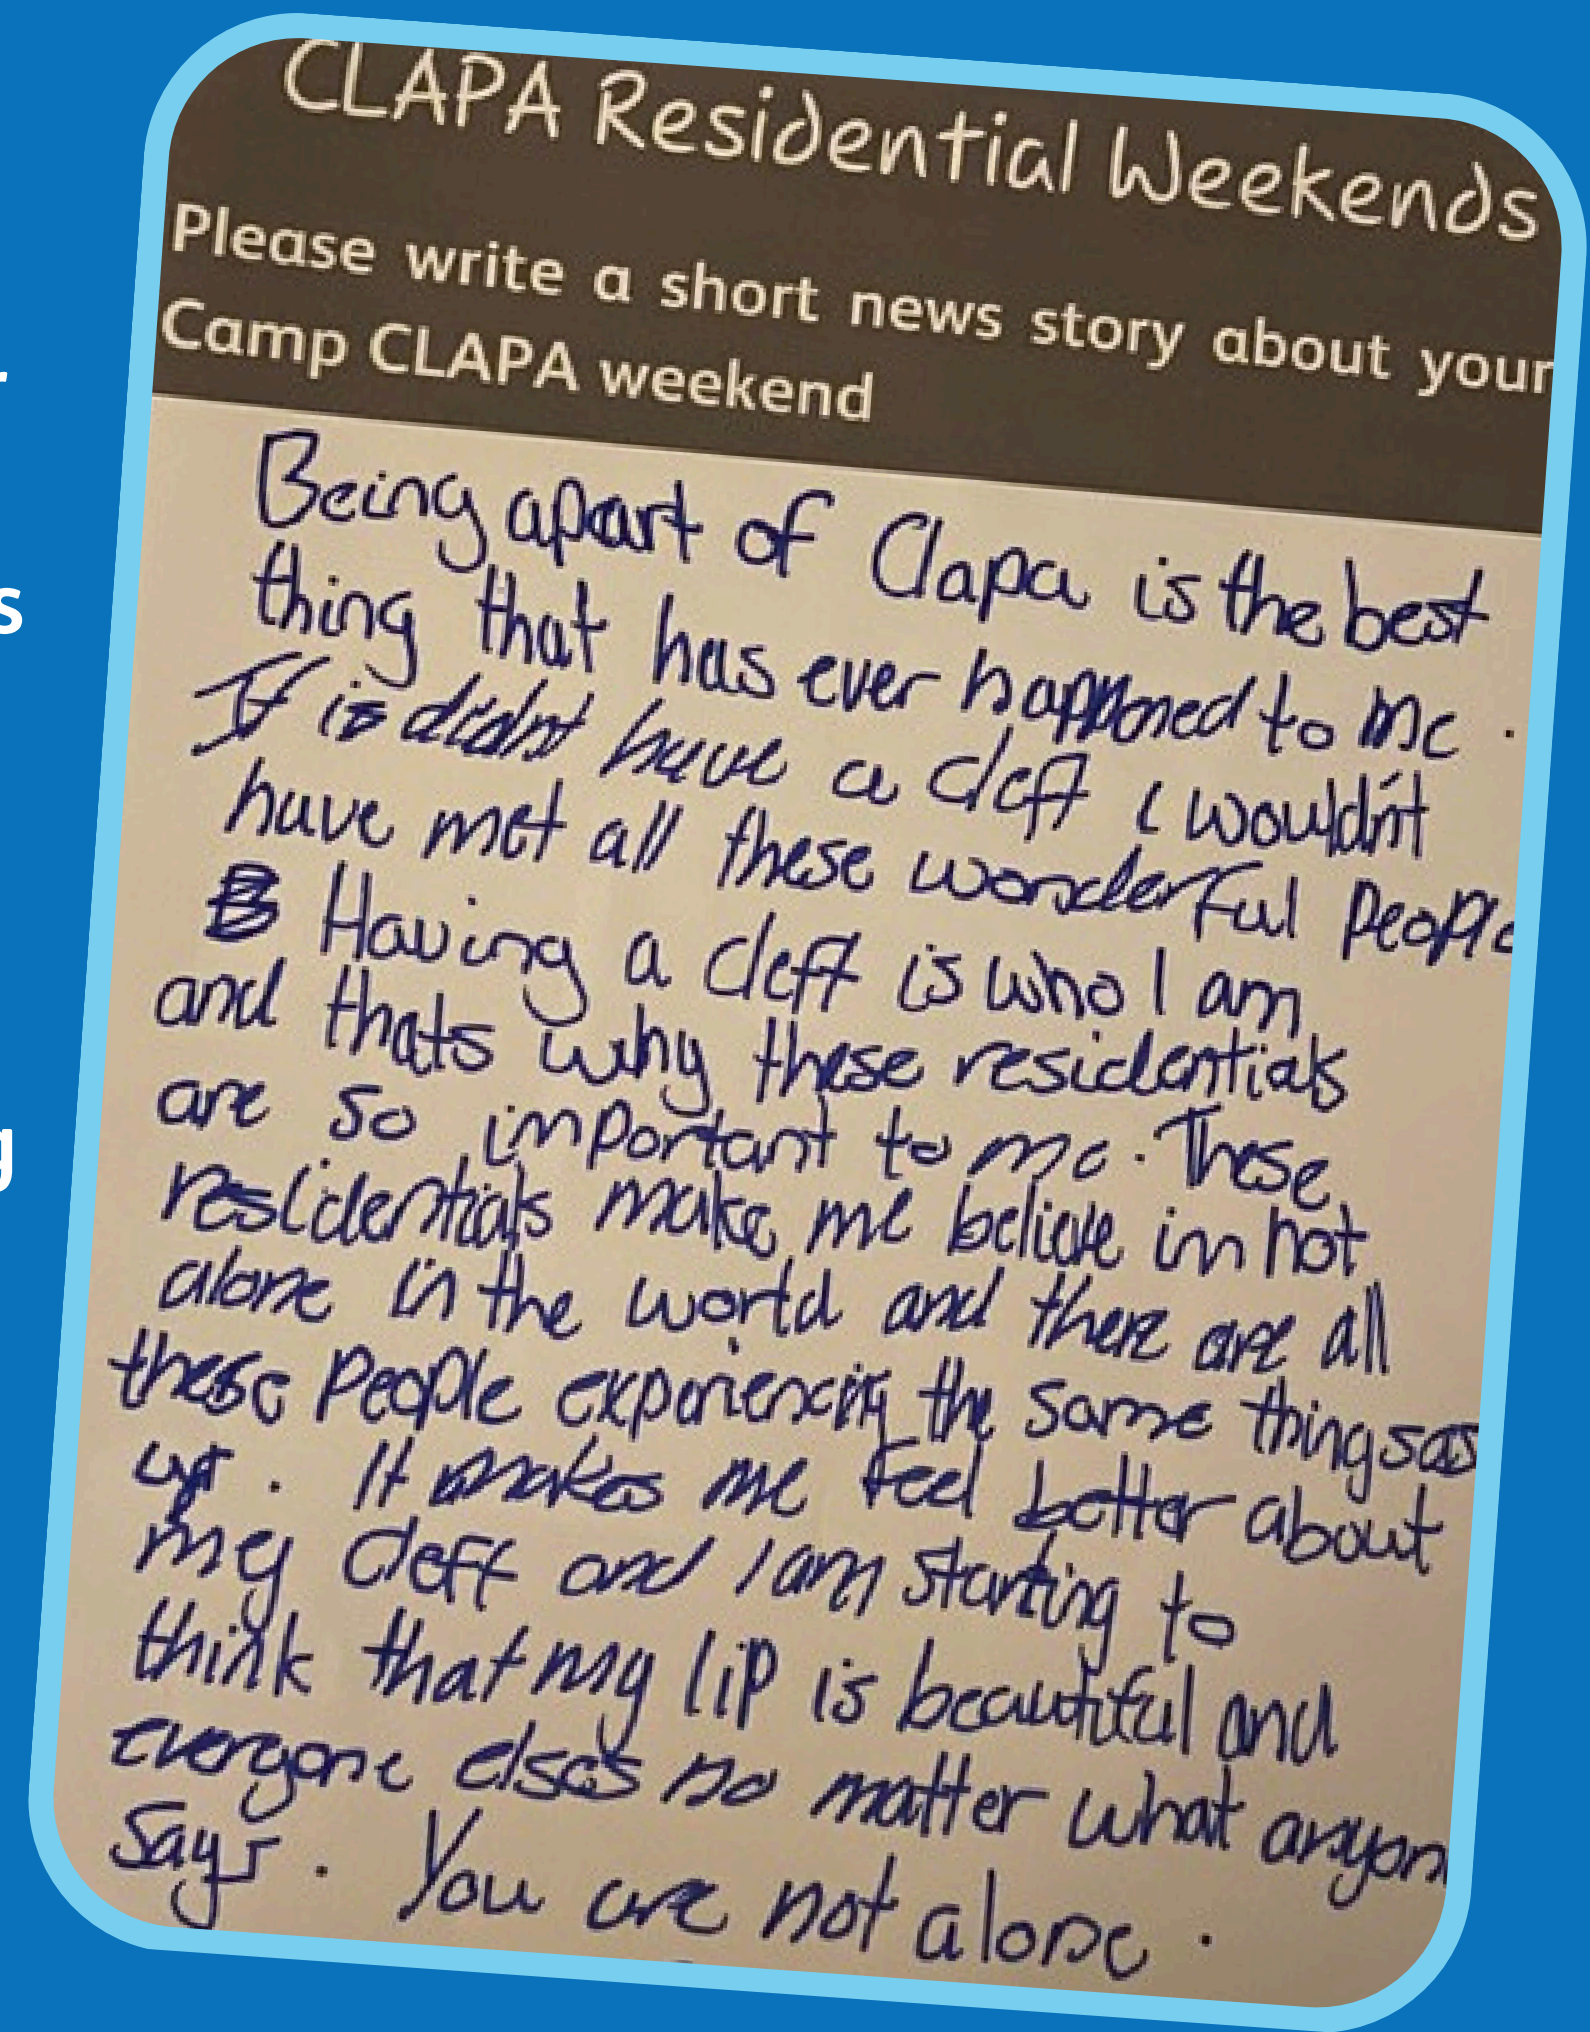 CLAPA Residential Weekends
Please write a short news story about your
Camp CLAPA weekend
Being apart of Clapa is the best
thing that has ever happened to me.
If is didnt have a cleft i wouldn't
have met all these wonderful people
Having a cleft is who I am
and thats why these residentials
are so important to me. These
residentials make me believe im not
alone in the world and there are all
these people experiencing the same things as
us. It makes me feel better about
my cleft and I am starting to
think that my lip is beautiful and
everyone elses no matter what
says. You are not alone.